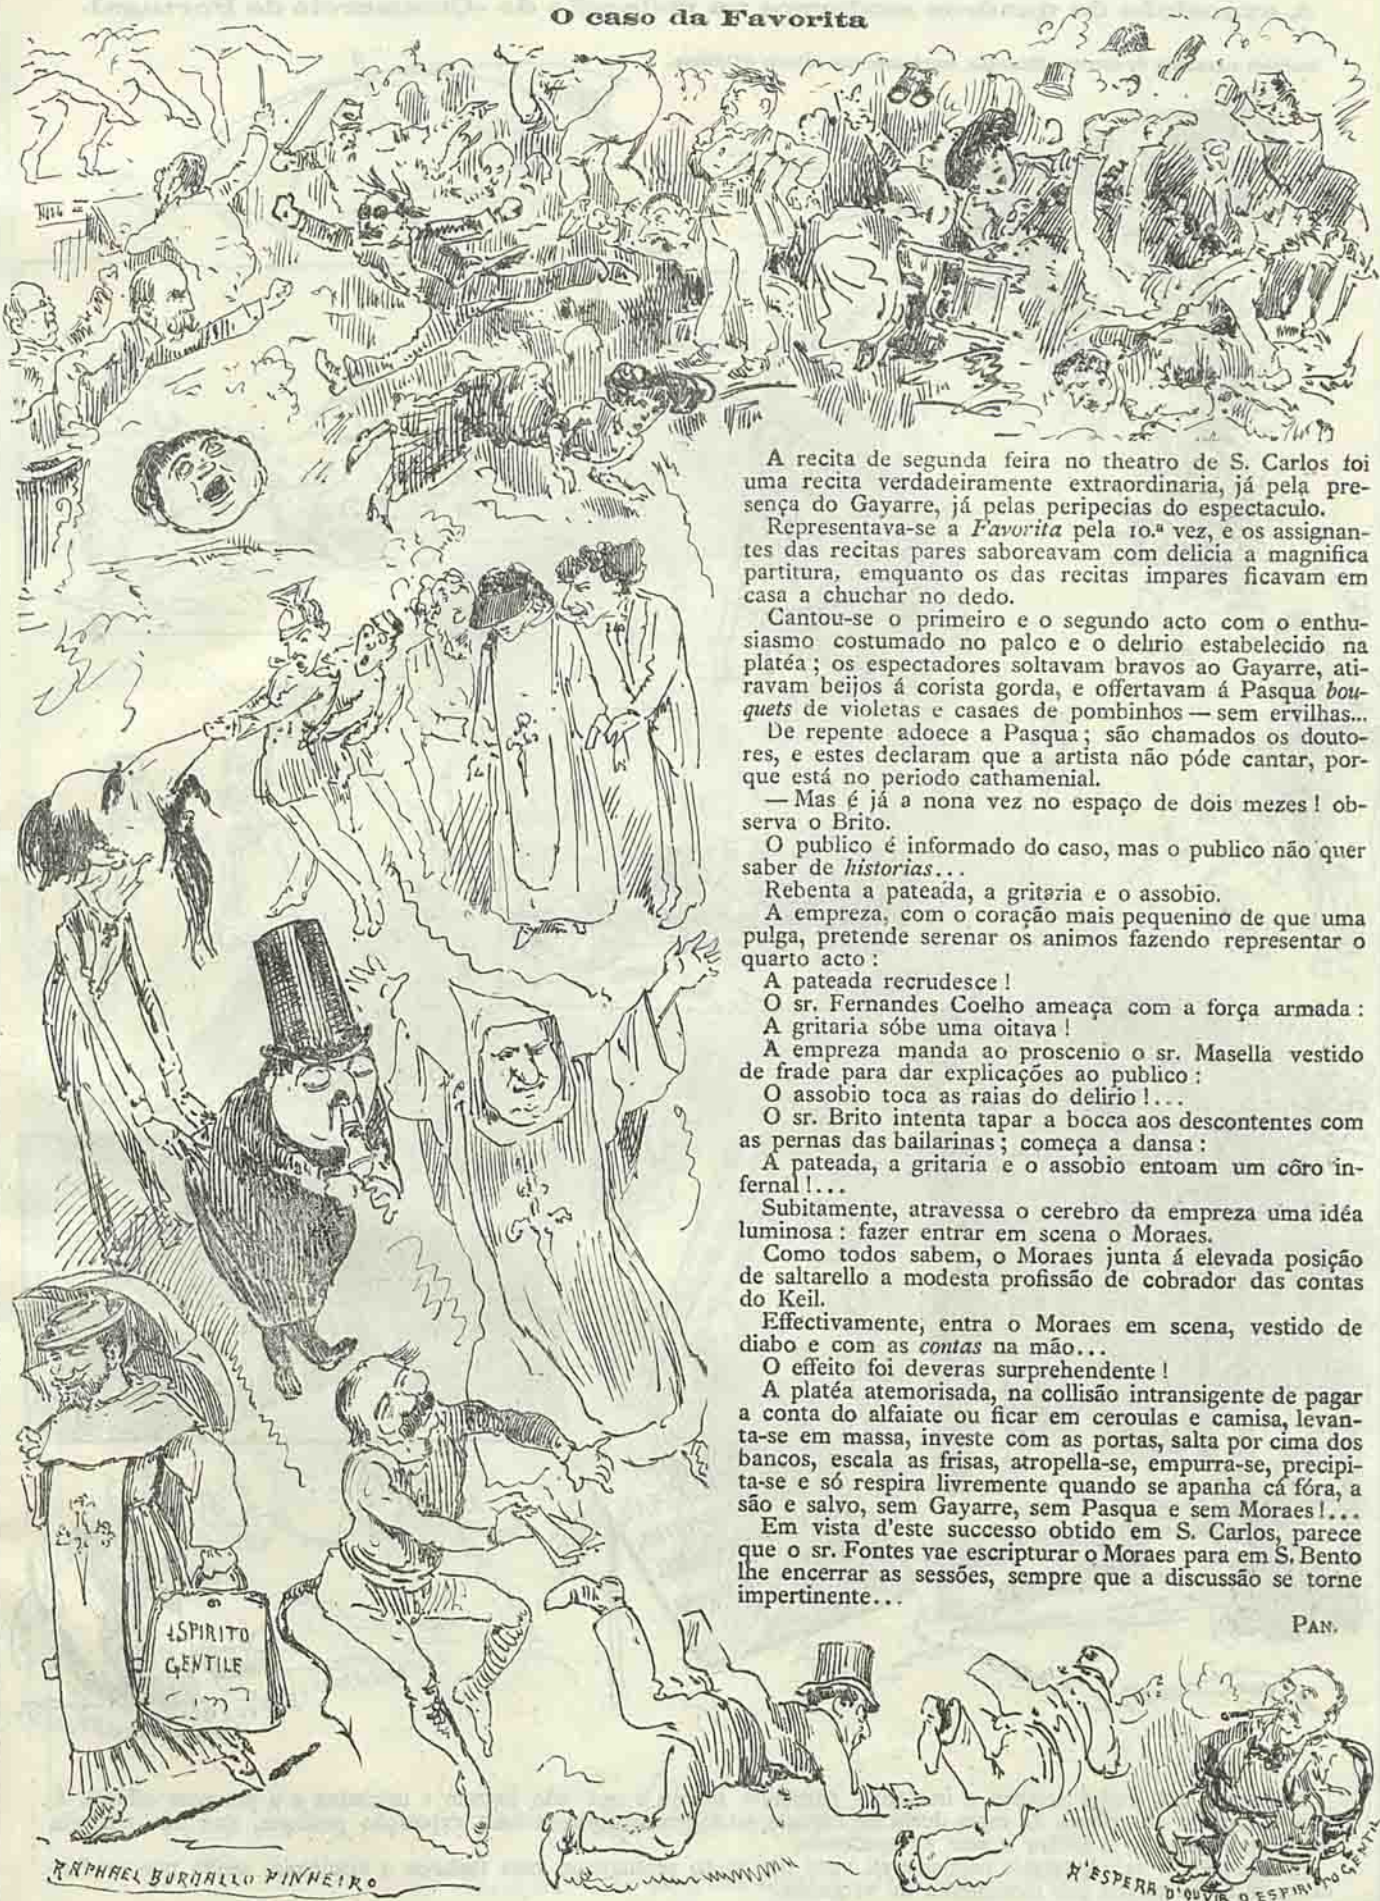 O caso da Favorita
A recita de segunda feira no theatro de S. Carlos foi
uma recita verdadeiramente extraordinaria, já pela pre-
sença do Gayarre, já pelas peripecias do espectaculo.
Representava-se a Favorita pela 10.ª vez, e os assignan-
tes das recitas pares saboreavam com delicia a magnifica
partitura, emquanto os das recitas impares ficavam em
casa a chuchar no dedo.
Cantou-se o primeiro e o segundo acto com o enthu-
siasmo costumado no palco e o delirio estabelecido na
platéa; os espectadores soltavam bravos ao Gayarre, ati-
ravam beijos á corista gorda, e offertavam á Pasqua bou-
quets de violetas e casaes de pombinhos — sem ervilhas...
De repente adoece a Pasqua; são chamados os douto-
res, e estes declaram que a artista não póde cantar, por-
que está no periodo cathamenial.
— Mas é já a nona vez no espaço de dois mezes! ob-
serva o Brito.
O publico é informado do caso, mas o publico não quer
saber de historias...
Rebenta a pateada, a gritaria e o assobio.
A empreza, com o coração mais pequenino de que uma
pulga, pretende serenar os animos fazendo representar o
quarto acto:
A pateada recrudesce!
O sr. Fernandes Coelho ameaça com a força armada:
A gritaria sóbe uma oitava!
A empreza manda ao proscenio o sr. Masella vestido
de frade para dar explicações ao publico:
O assobio toca as raias do delirio!...
O sr. Brito intenta tapar a bocca aos descontentes com
as pernas das bailarinas; começa a dansa:
A pateada, a gritaria e o assobio entoam um côro in-
fernal!...
Subitamente, atravessa o cerebro da empreza uma idéa
luminosa: fazer entrar em scena o Moraes.
Como todos sabem, o Moraes junta á elevada posição
de saltarello a modesta profissão de cobrador das contas
do Keil.
Effectivamente, entra o Moraes em scena, vestido de
diabo e com as contas na mão...
O effeito foi deveras surprehendente!
A platéa atemorisada, na collisão intransigente de pagar
a conta do alfaiate ou ficar em ceroulas e camisa, levan-
ta-se em massa, investe com as portas, salta por cima dos
bancos, escala as frisas, atropella-se, empurra-se, precipi-
ta-se e só respira livremente quando se apanha cá fóra, a
são e salvo, sem Gayarre, sem Pasqua e sem Moraes!...
Em vista d'este successo obtido em S. Carlos, parece
que o sr. Fontes vae escripturar o Moraes para em S. Bento
lhe encerrar as sessões, sempre que a discussão se torne
impertinente...
PAN.
ESPIRITO
GENTILE
RAPHAEL BORDALLO PINHEIRO
A'ESPERA D'OUVIR O ESPIRITO GENTIL